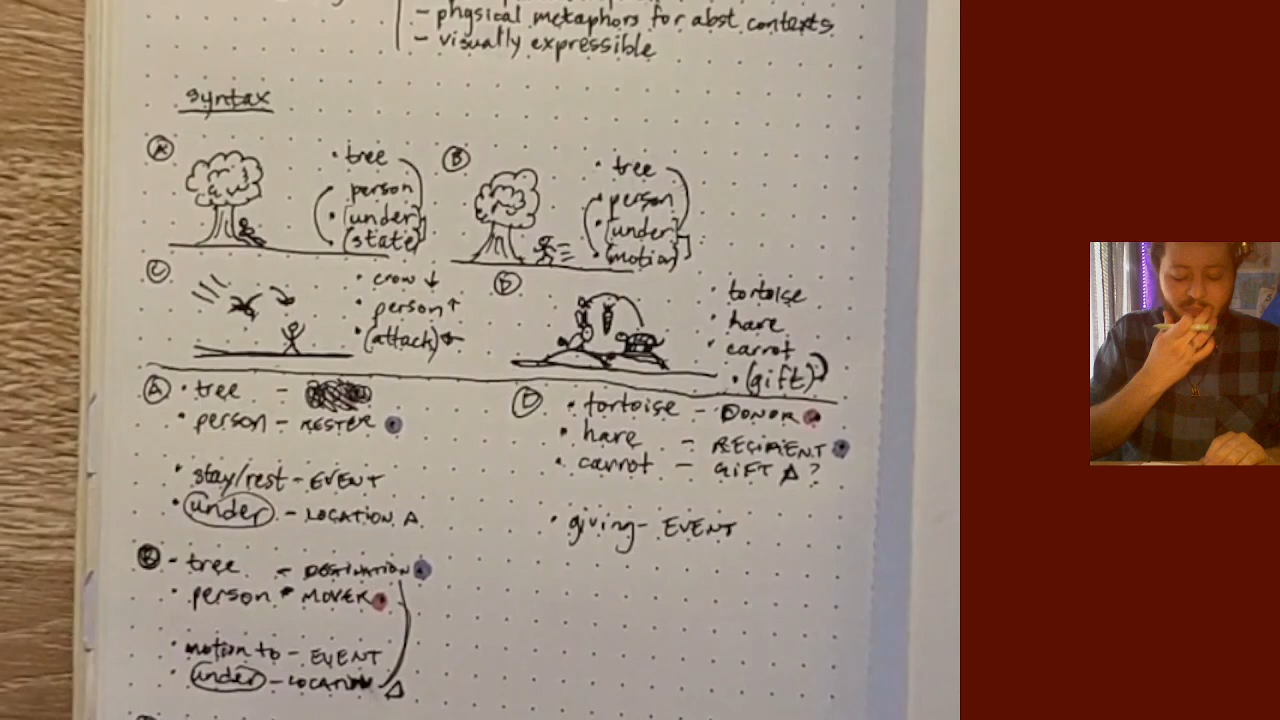 - physical metaphors for abst contexts
- visually expressible
syntax
A
• tree
person
• [under]
(state)
B
• tree
• person
• [under]
• (motion)
C
• crow ↓
• person ↑
• (attack)
D
• tortoise
• hare
• carrot
• (gift)
A • tree -
• person - RESTER
• stay/rest - EVENT
• under - LOCATION Δ
B - tree - DESTINATION
• person - MOVER
• motion to - EVENT
• under - LOCATION Δ
D • tortoise - DONOR
• hare - RECIPIENT
• carrot - GIFT Δ ?
• giving - EVENT